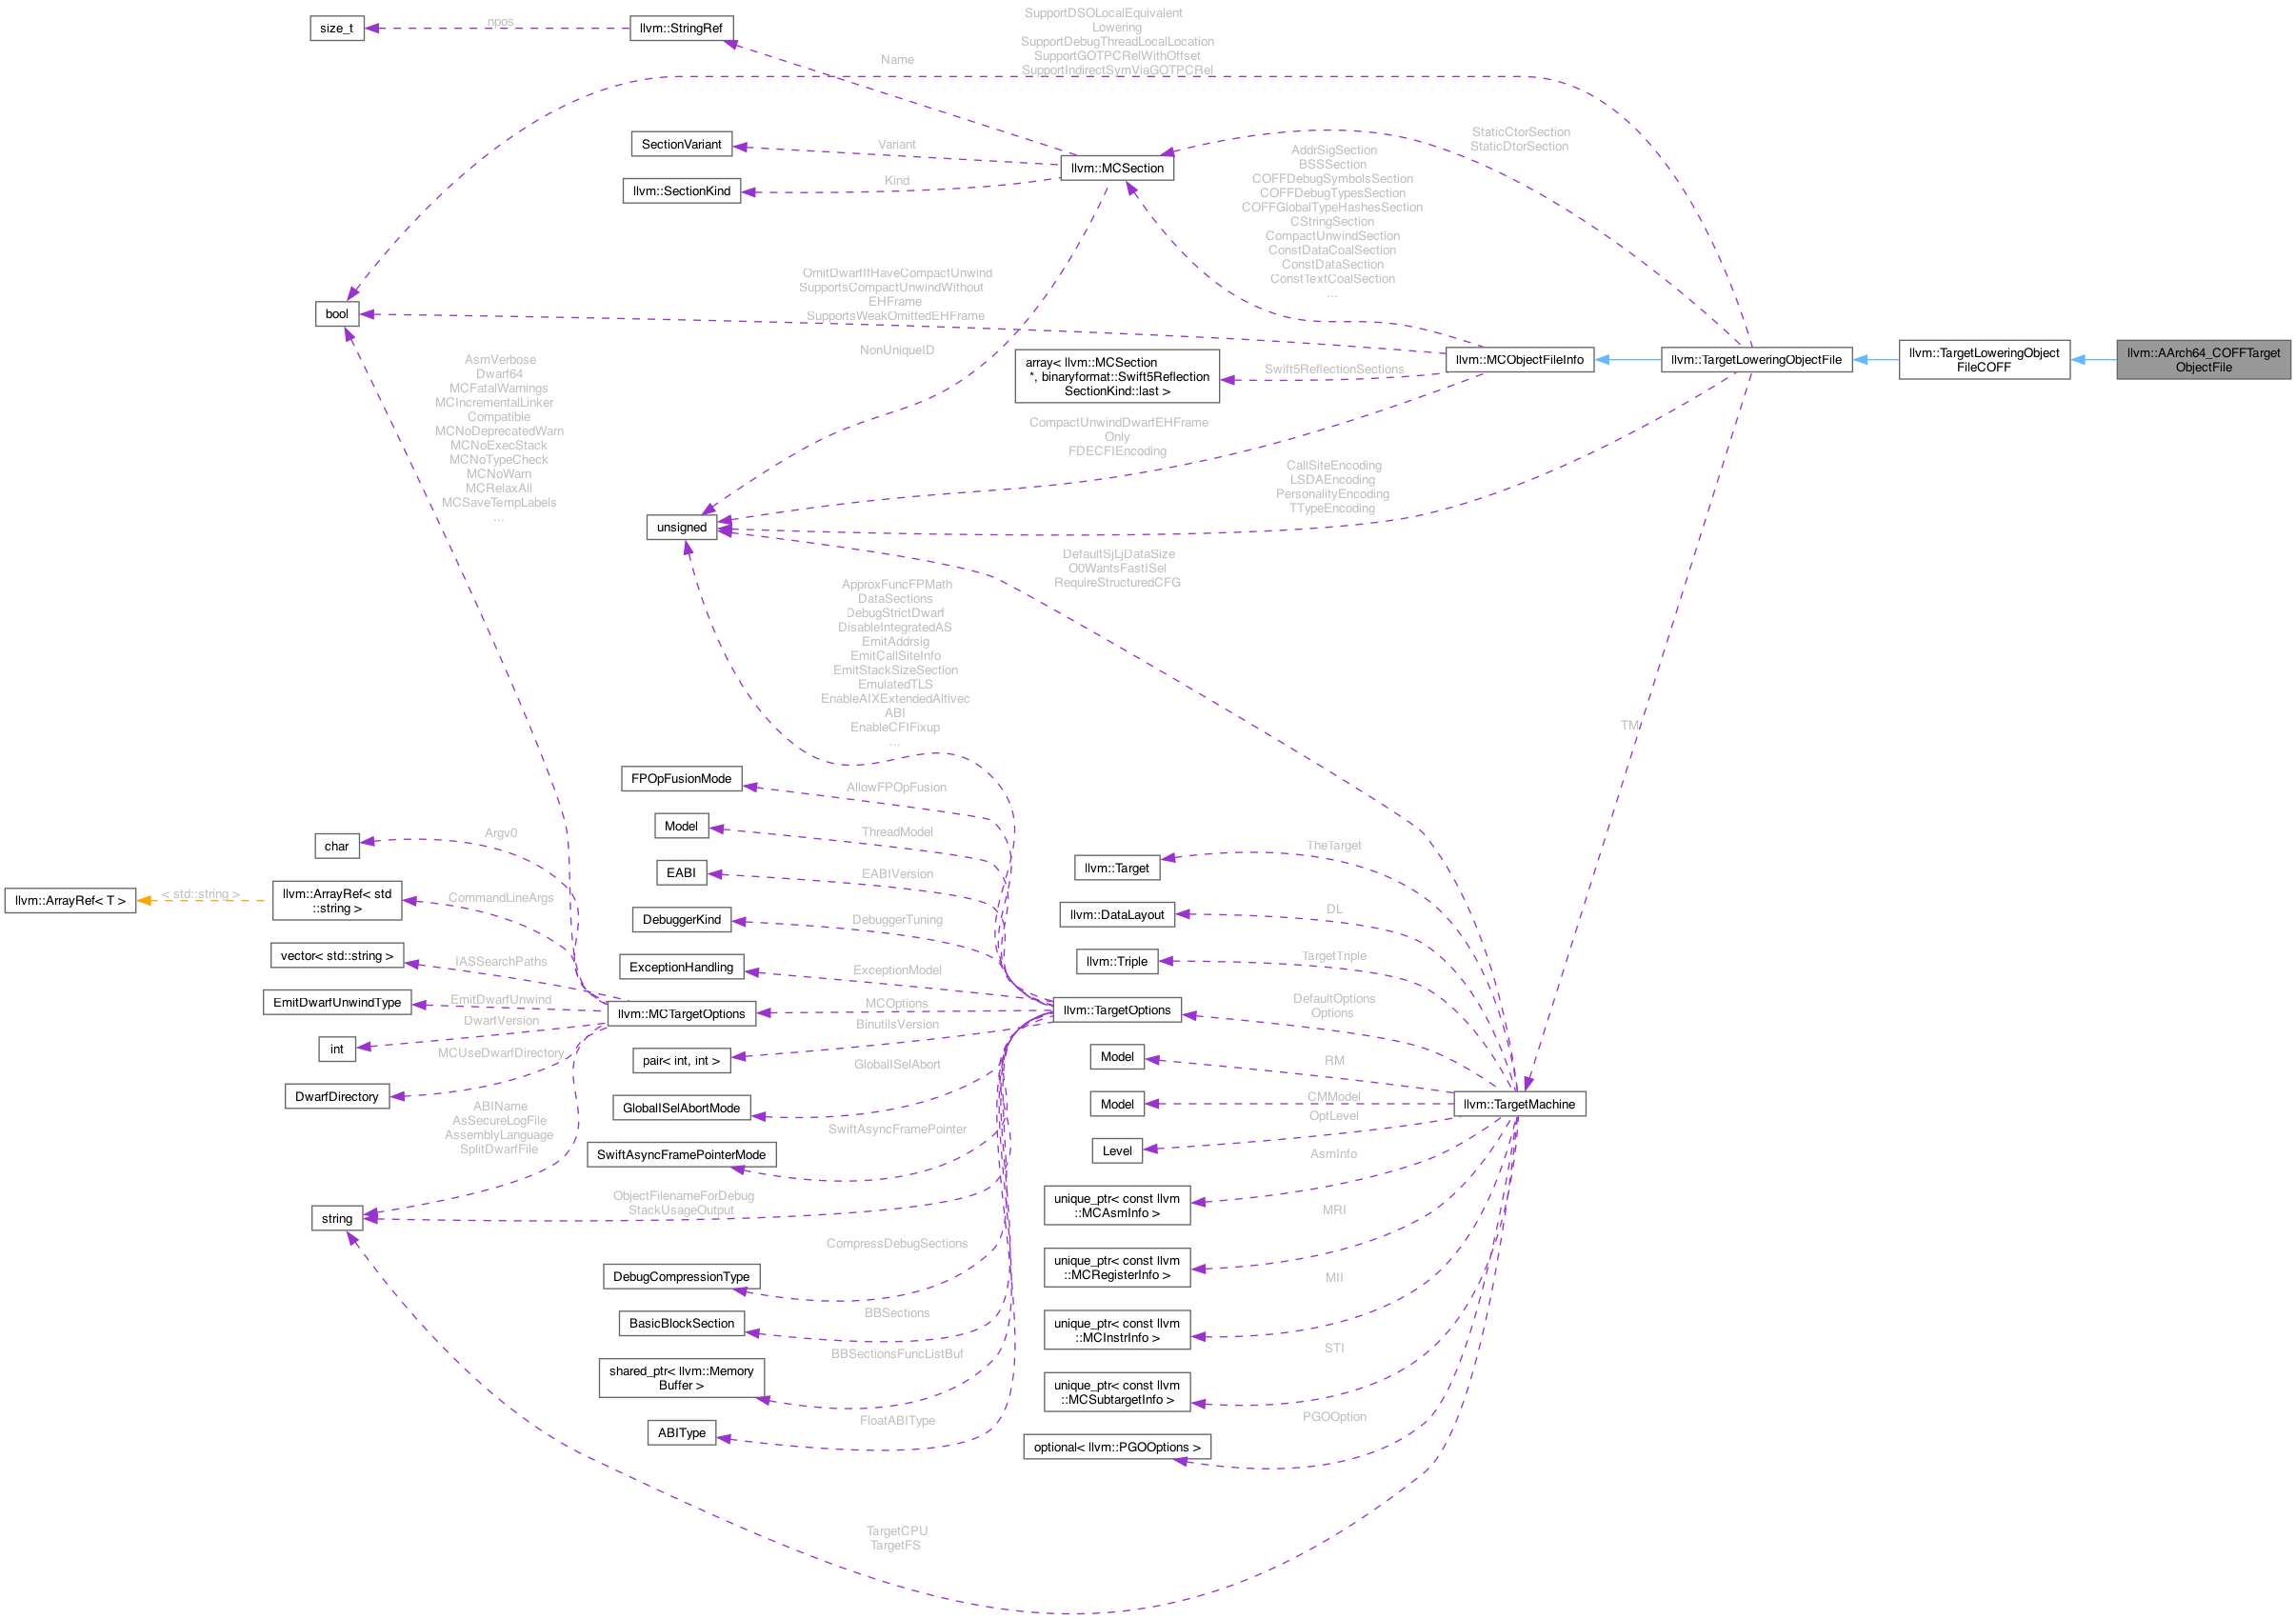 size_t
npos
llvm::StringRef
SupportDSOLocalEquivalent
Lowering
SupportDebugThreadLocalLocation
SupportGOTPCRelWithOffset
SupportIndirectSymViaGOTPCRel
Name
SectionVariant
Variant
llvm::SectionKind
Kind
llvm::MCSection
StaticCtorSection
StaticDtorSection
AddrSigSection
BSSSection
COFFDebugSymbolsSection
COFFDebugTypesSection
COFFGlobalTypeHashesSection
CStringSection
CompactUnwindSection
ConstDataCoalSection
ConstDataSection
ConstTextCoalSection
...
bool
OmitDwarfIfHaveCompactUnwind
SupportsCompactUnwindWithout
EHFrame
SupportsWeakOmittedEHFrame
NonUniqueID
array< llvm::MCSection
*, binaryformat::Swift5Reflection
SectionKind::last >
Swift5ReflectionSections
llvm::MCObjectFileInfo
llvm::TargetLoweringObjectFile
llvm::TargetLoweringObject
FileCOFF
llvm::AArch64_COFFTarget
ObjectFile
AsmVerbose
Dwarf64
MCFatalWarnings
MCIncrementalLinker
Compatible
MCNoDeprecatedWarn
MCNoExecStack
MCNoTypeCheck
MCNoWarn
MCRelaxAll
MCSaveTempLabels
...
CompactUnwindDwarfEHFrame
Only
FDECFIEncoding
CallSiteEncoding
LSDAEncoding
PersonalityEncoding
TTypeEncoding
unsigned
DefaultSjLjDataSize
O0WantsFastISel
RequireStructuredCFG
ApproxFuncFPMath
DataSections
DebugStrictDwarf
DisableIntegratedAS
EmitAddrsig
EmitCallSiteInfo
EmitStackSizeSection
EmulatedTLS
EnableAIXExtendedAltivec
ABI
EnableCFIFixup
...
TM
FPOpFusionMode
AllowFPOpFusion
Model
ThreadModel
EABI
EABIVersion
DebuggerKind
DebuggerTuning
ExceptionHandling
ExceptionModel
char
Argv0
llvm::ArrayRef< T >
< std::string >
llvm::ArrayRef< std
::string >
CommandLineArgs
vector< std::string >
IASSearchPaths
EmitDwarfUnwindType
EmitDwarfUnwind
int
DwarfVersion
DwarfDirectory
MCUseDwarfDirectory
llvm::MCTargetOptions
MCOptions
BinutilsVersion
pair< int, int >
llvm::TargetOptions
llvm::Target
TheTarget
llvm::DataLayout
DL
llvm::Triple
TargetTriple
DefaultOptions
Options
Model
RM
Model
CMModel
Level
OptLevel
llvm::TargetMachine
GlobalISelAbort
GlobalISelAbortMode
SwiftAsyncFramePointer
SwiftAsyncFramePointerMode
ABIName
AsSecureLogFile
AssemblyLanguage
SplitDwarfFile
string
ObjectFilenameForDebug
StackUsageOutput
CompressDebugSections
DebugCompressionType
BasicBlockSection
BBSections
BBSectionsFuncListBuf
shared_ptr< llvm::Memory
Buffer >
ABIType
FloatABIType
AsmInfo
unique_ptr< const llvm
::MCAsmInfo >
MRI
unique_ptr< const llvm
::MCRegisterInfo >
MII
unique_ptr< const llvm
::MCInstrInfo >
STI
unique_ptr< const llvm
::MCSubtargetInfo >
PGOOption
optional< llvm::PGOOptions >
TargetCPU
TargetFS